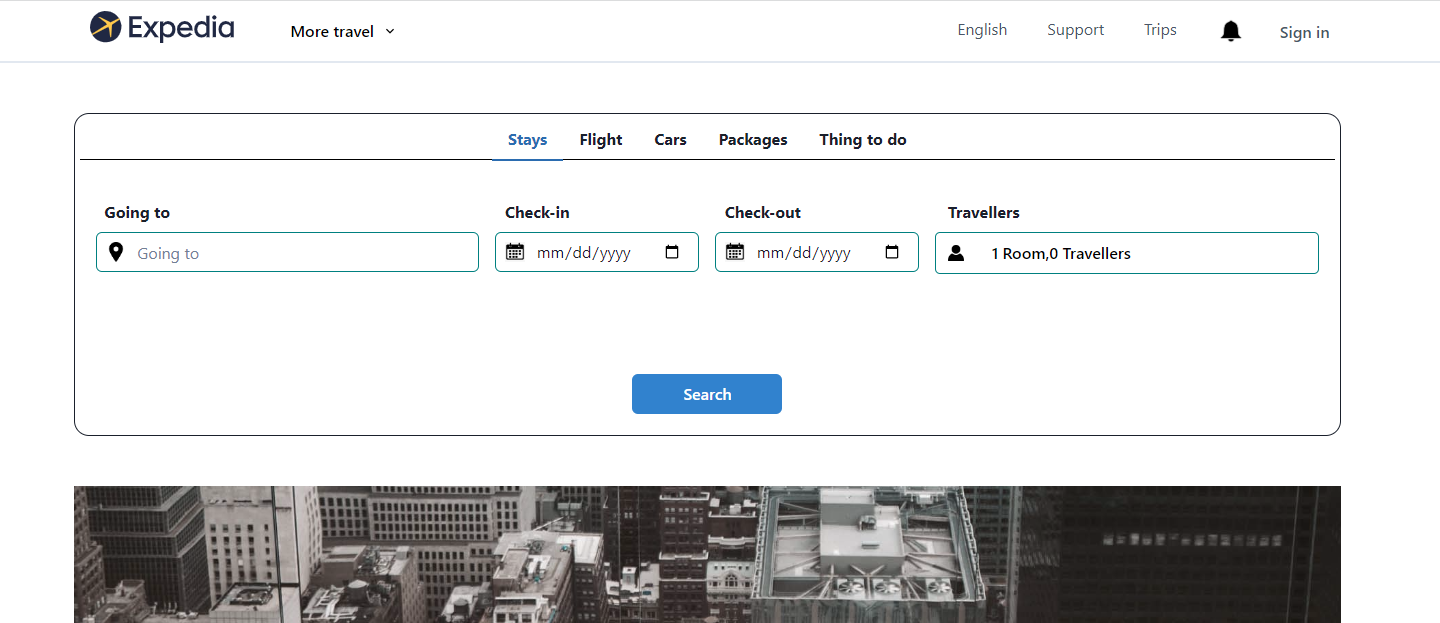 Expedia
More travel
English
Support
Trips
Sign in
Stays
Flight
Cars
Packages
Thing to do
Going to
Check-in
Check-out
Travellers
Going to
mm/dd/yyyy
mm/dd/yyyy
1 Room,0 Travellers
Search